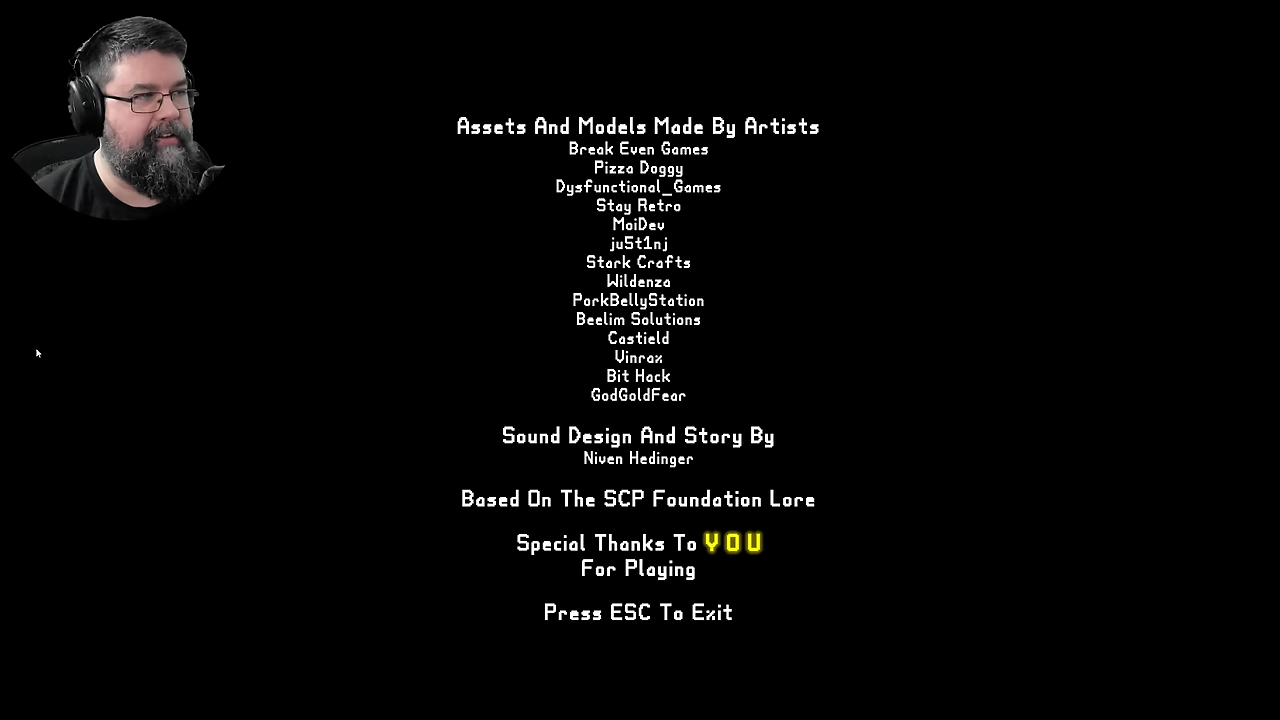 Assets And Models Made By Artists
Break Even Games
Pizza Doggy
Dysfunctional_Games
Stay Retro
MoiDev
ju5t1nj
Stark Crafts
Wildenza
PorkBellyStation
Beelim Solutions
Castield
Vinrax
Bit Hack
GodGoldFear
Sound Design And Story By
Niven Hedinger
Based On The SCP Foundation Lore
Special Thanks To YOU
For Playing
Press ESC To Exit